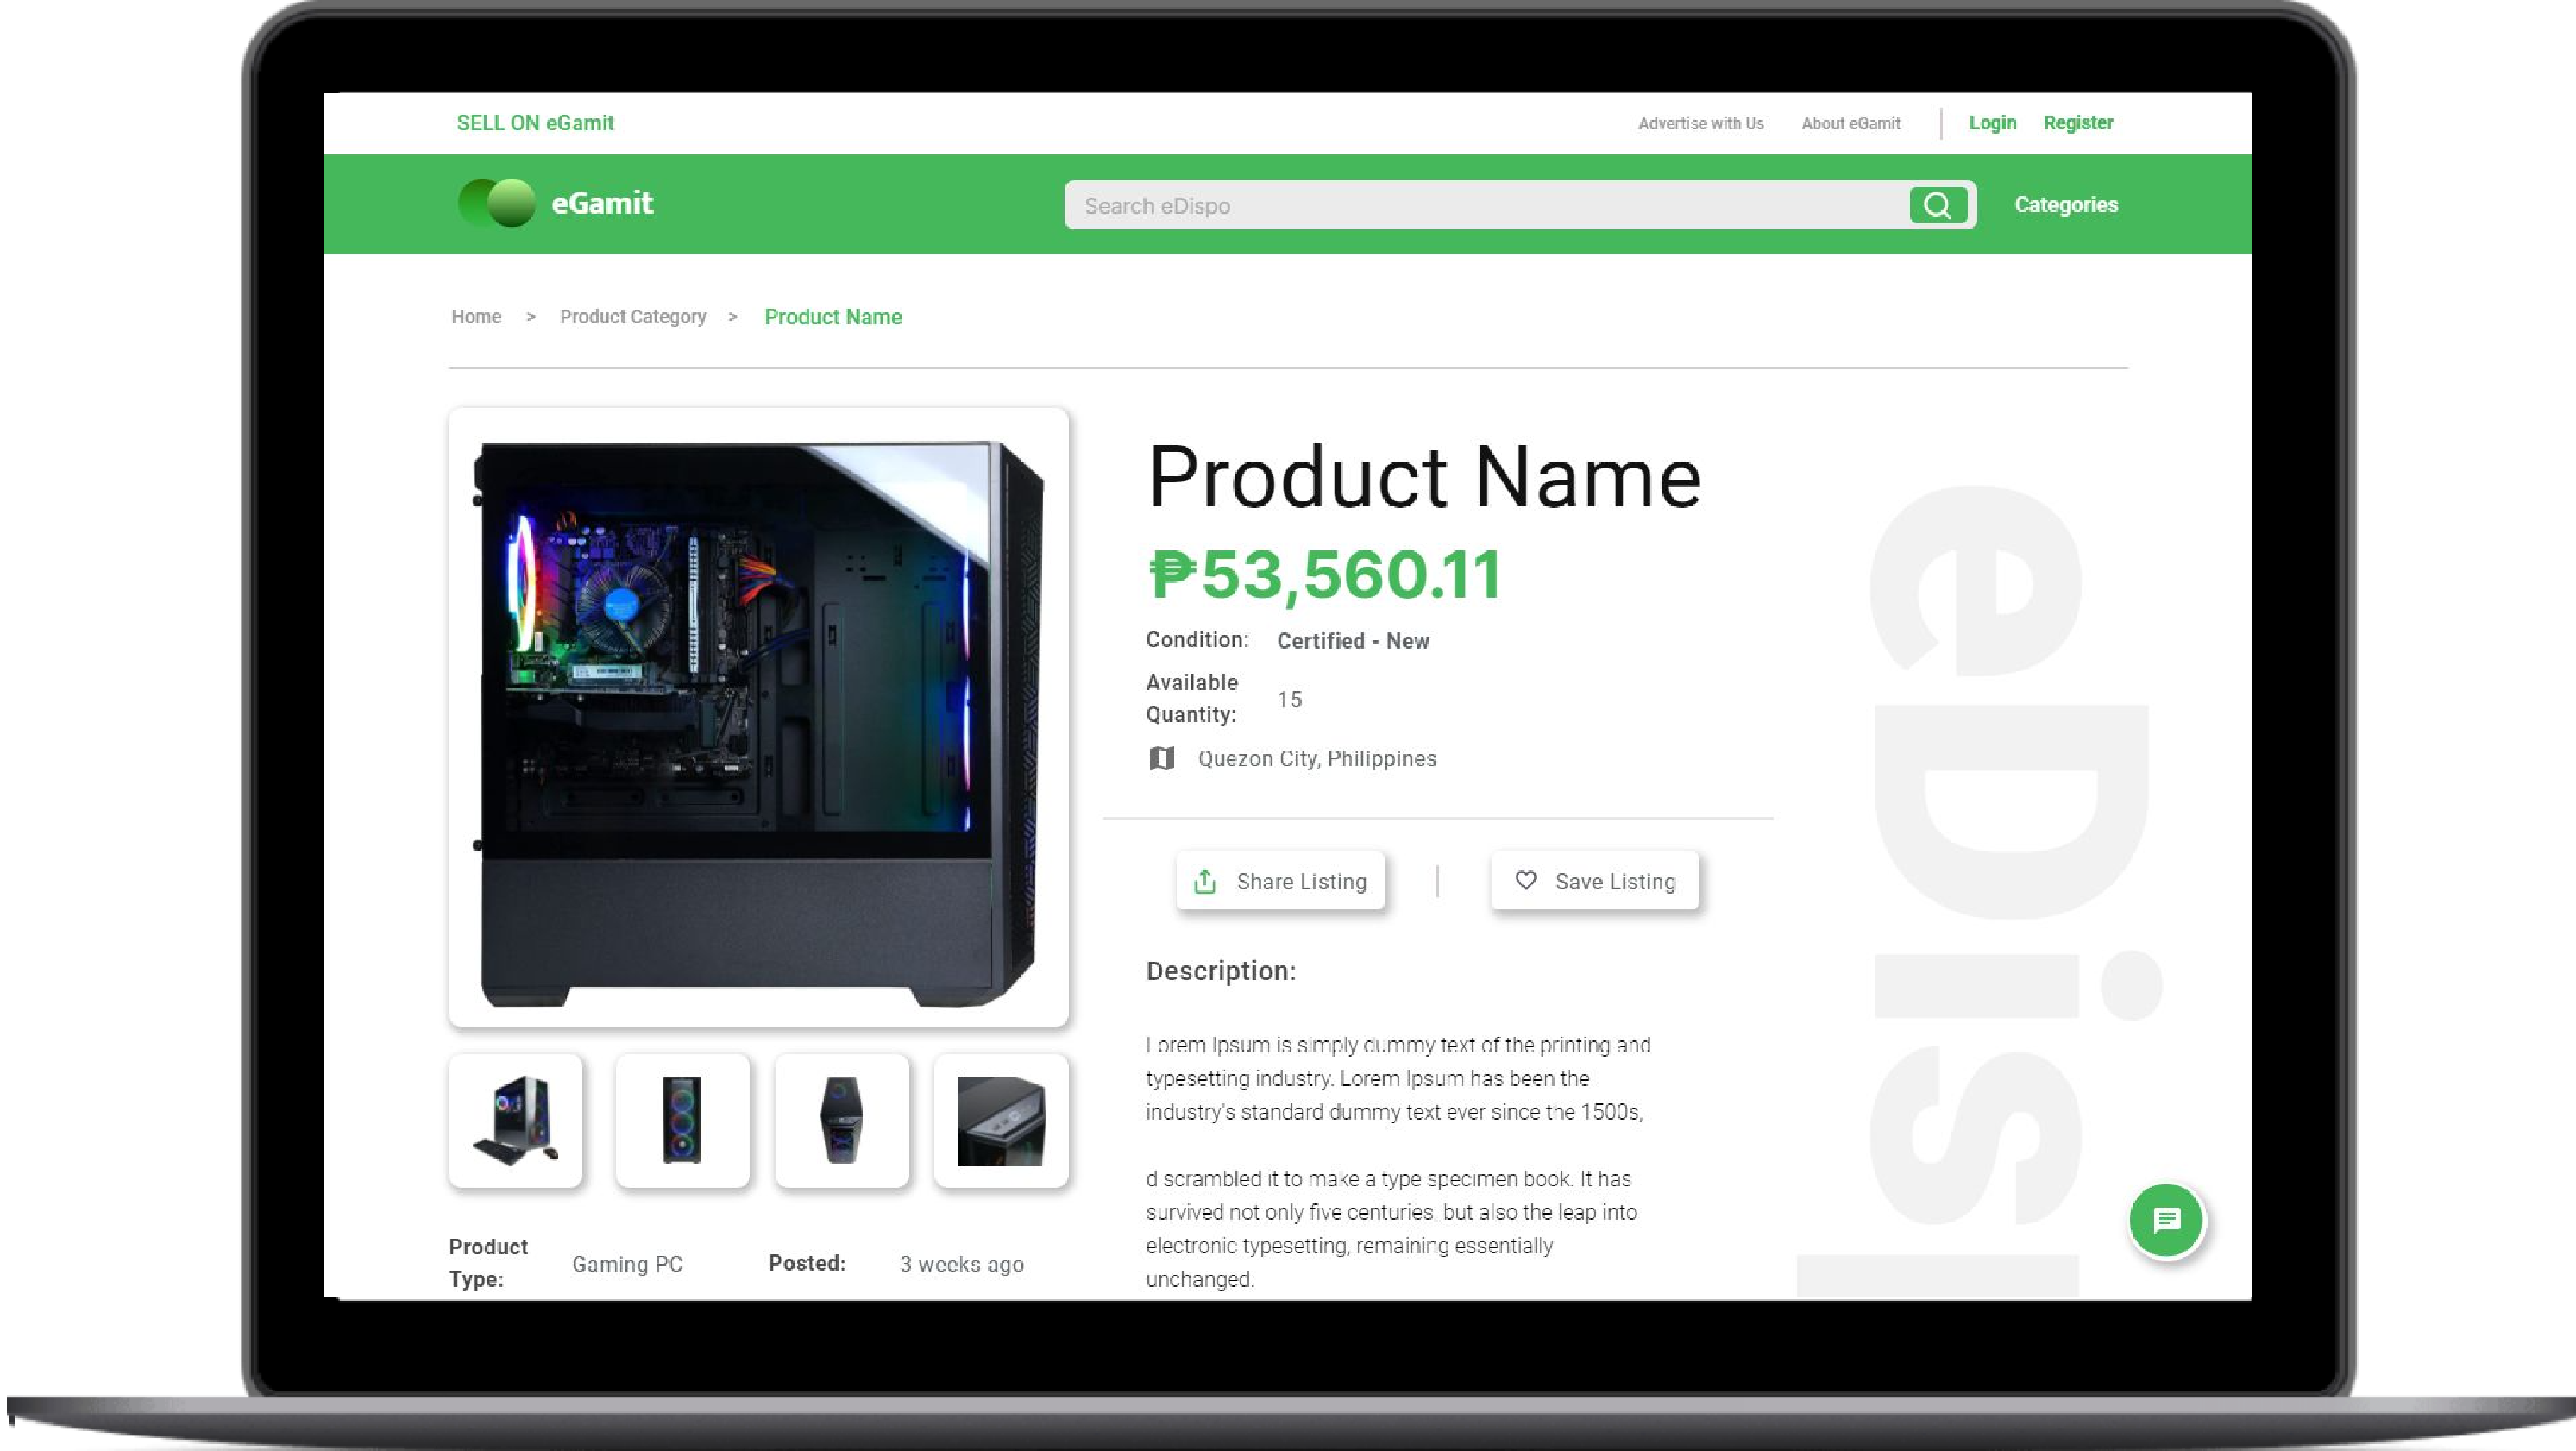 SELL ON eGamit
Advertise with Us
About eGamit
Login
Register
eGamit
Search eDispo
Categories
Home > Product Category > Product Name
Product Name
₱53,560.11
Condition: Certified - New
Available
Quantity: 15
Quezon City, Philippines
Share Listing
Save Listing
Description:
Lorem Ipsum is simply dummy text of the printing and
typesetting industry. Lorem Ipsum has been the
industry's standard dummy text ever since the 1500s,
d scrambled it to make a type specimen book. It has
survived not only five centuries, but also the leap into
electronic typesetting, remaining essentially
unchanged.
Product
Type: Gaming PC
Posted: 3 weeks ago
eDis